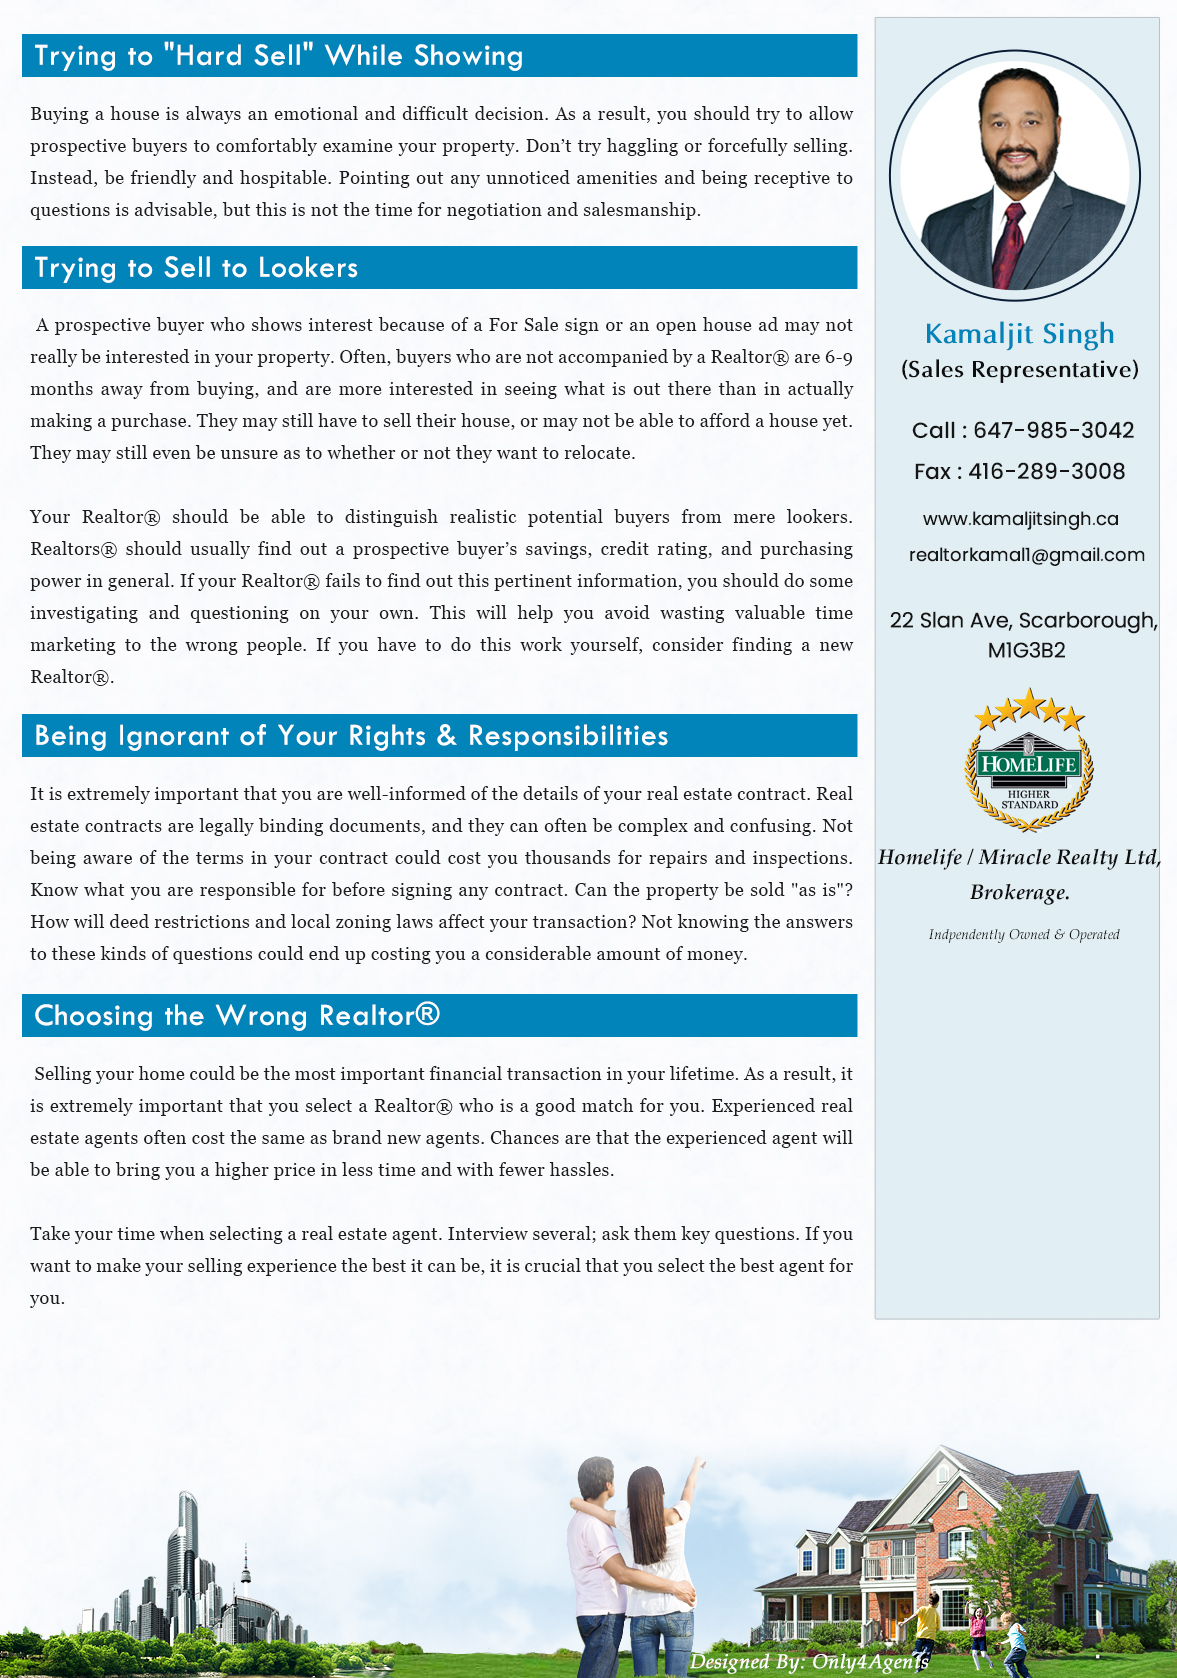 Trying to "Hard Sell" While Showing
Buying a house is always an emotional and difficult decision. As a result, you should try to allow
prospective buyers to comfortably examine your property. Don’t try haggling or forcefully selling.
Instead, be friendly and hospitable. Pointing out any unnoticed amenities and being receptive to
questions is advisable, but this is not the time for negotiation and salesmanship.
Trying to Sell to Lookers
A prospective buyer who shows interest because of a For Sale sign or an open house ad may not
really be interested in your property. Often, buyers who are not accompanied by a Realtor® are 6-9
months away from buying, and are more interested in seeing what is out there than in actually
making a purchase. They may still have to sell their house, or may not be able to afford a house yet.
They may still even be unsure as to whether or not they want to relocate.
Your Realtor® should be able to distinguish realistic potential buyers from mere lookers.
Realtors® should usually find out a prospective buyer’s savings, credit rating, and purchasing
power in general. If your Realtor® fails to find out this pertinent information, you should do some
investigating and questioning on your own. This will help you avoid wasting valuable time
marketing to the wrong people. If you have to do this work yourself, consider finding a new
Realtor®.
Being Ignorant of Your Rights & Responsibilities
It is extremely important that you are well-informed of the details of your real estate contract. Real
estate contracts are legally binding documents, and they can often be complex and confusing. Not
being aware of the terms in your contract could cost you thousands for repairs and inspections.
Know what you are responsible for before signing any contract. Can the property be sold "as is"?
How will deed restrictions and local zoning laws affect your transaction? Not knowing the answers
to these kinds of questions could end up costing you a considerable amount of money.
Choosing the Wrong Realtor®
Selling your home could be the most important financial transaction in your lifetime. As a result, it
is extremely important that you select a Realtor® who is a good match for you. Experienced real
estate agents often cost the same as brand new agents. Chances are that the experienced agent will
be able to bring you a higher price in less time and with fewer hassles.
Take your time when selecting a real estate agent. Interview several; ask them key questions. If you
want to make your selling experience the best it can be, it is crucial that you select the best agent for
you.
Kamaljit Singh
(Sales Representative)
Call : 647-985-3042
Fax : 416-289-3008
www.kamaljitsingh.ca
realtorkamal1@gmail.com
22 Slan Ave, Scarborough,
M1G3B2
HOMELIFE
HIGHER
STANDARD
Homelife / Miracle Realty Ltd,
Brokerage.
Indpendently Owned & Operated
Designed By: Only4Agents